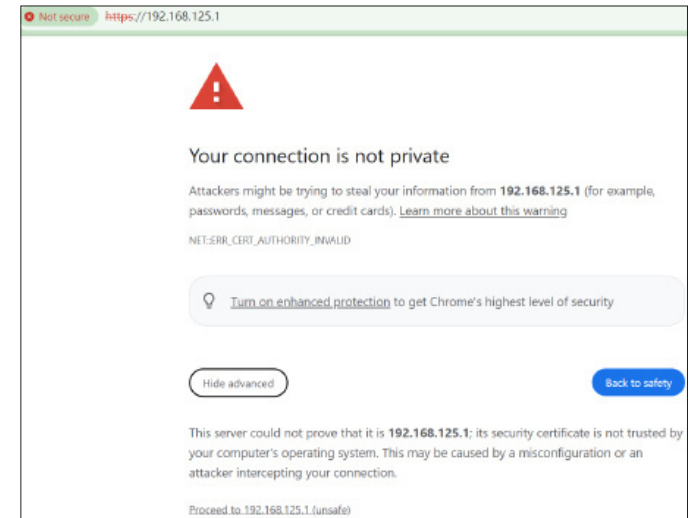 Not secure https://192.168.125.1
Your connection is not private
Attackers might be trying to steal your information from 192.168.125.1 (for example,
passwords, messages, or credit cards). Learn more about this warning
NET::ERR_CERT_AUTHORITY_INVALID
Turn on enhanced protection to get Chrome's highest level of security
Hide advanced
Back to safety
This server could not prove that it is 192.168.125.1; its security certificate is not trusted by
your computer's operating system. This may be caused by a misconfiguration or an
attacker intercepting your connection.
Proceed to 192.168.125.1 (unsafe)